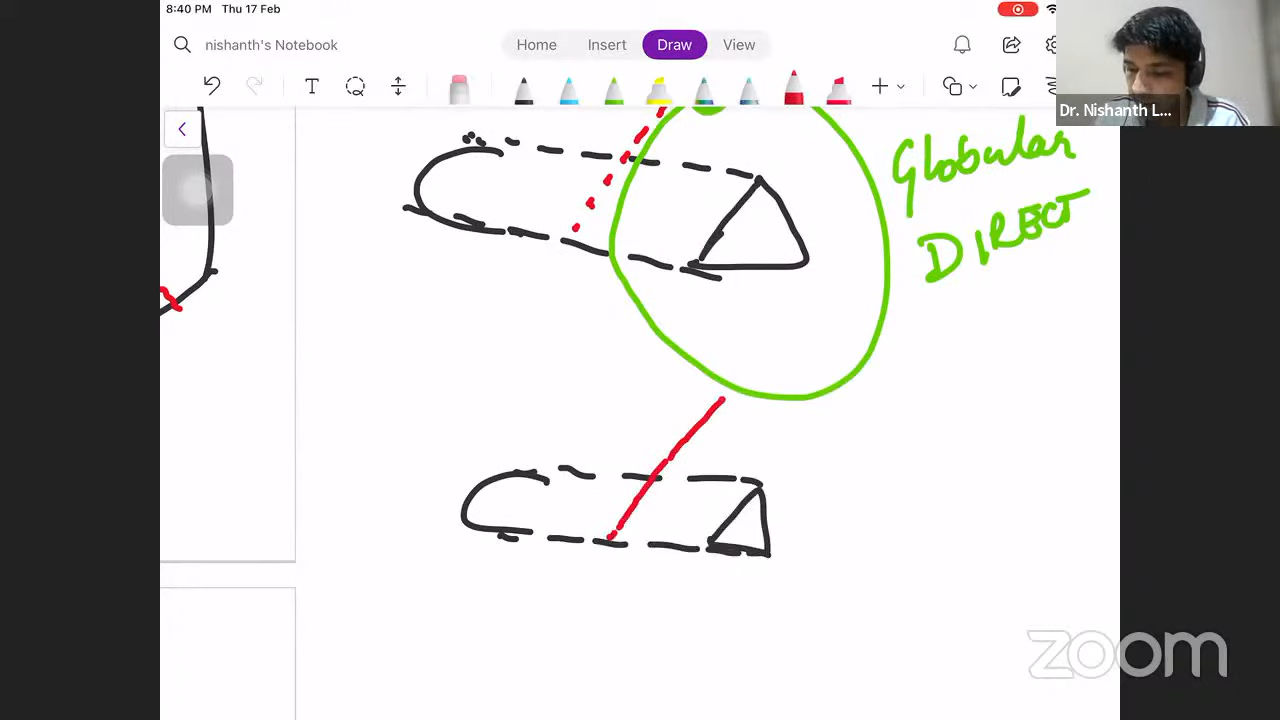 8:40 PM Thu 17 Feb
nishanth's Notebook
Home Insert Draw View
T
Dr. Nishanth L...
Globular
DIRECT
zoom